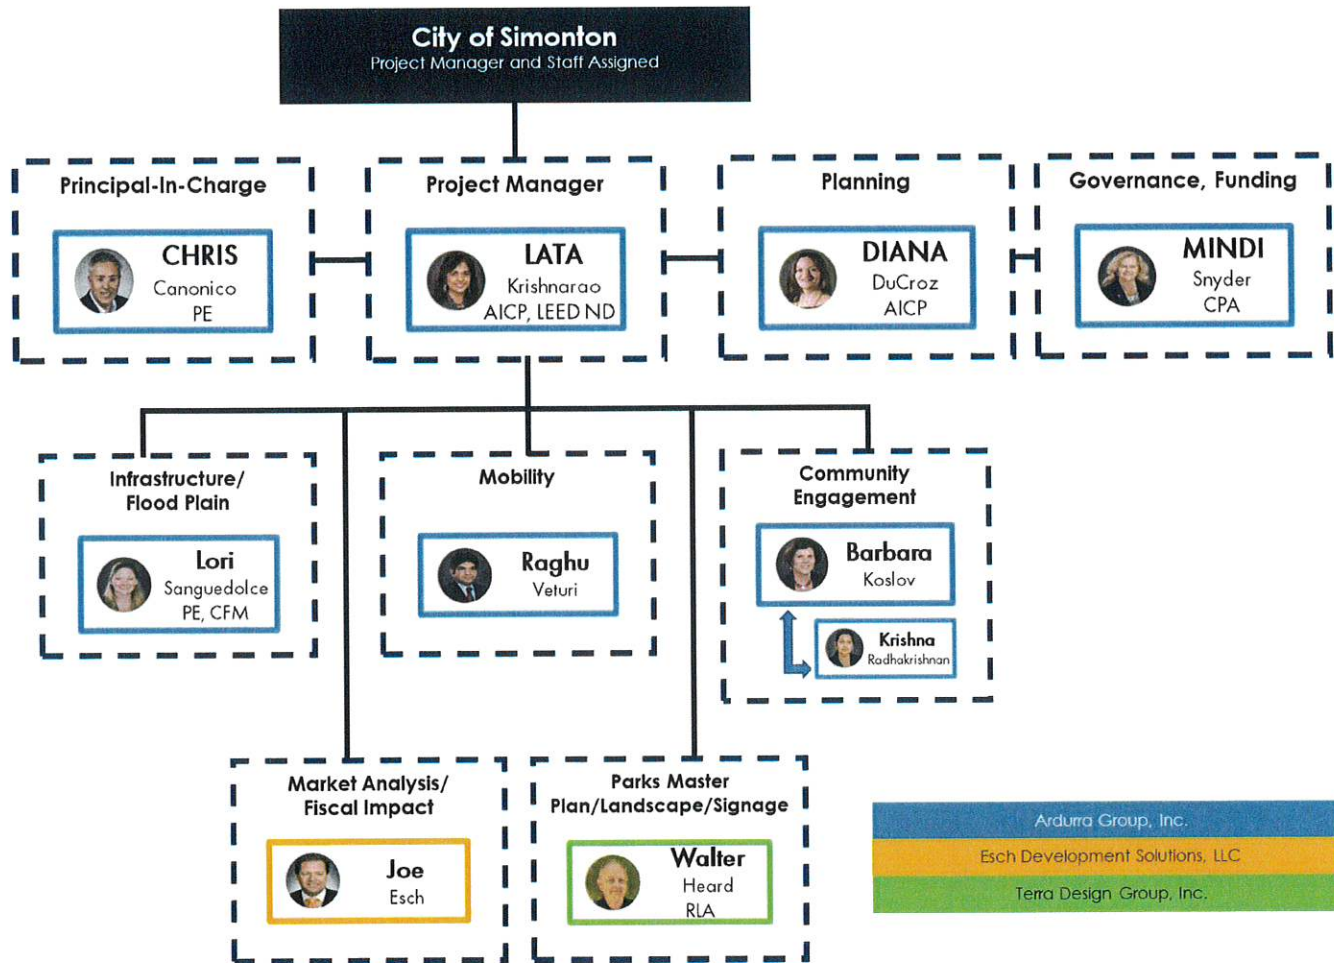 City of Simonton
Project Manager and Staff Assigned
Principal-In-Charge
CHRIS
Canonico
PE
Project Manager
LATA
Krishnarao
AICP, LEED ND
Planning
DIANA
DuCroz
AICP
Governance, Funding
MINDI
Snyder
CPA
Infrastructure/
Flood Plain
Lori
Sanguedolce
PE, CFM
Mobility
Raghu
Veturi
Community
Engagement
Barbara
Koslov
Krishna
Radhakrishnan
Market Analysis/
Fiscal Impact
Joe
Esch
Parks Master
Plan/Landscape/Signage
Walter
Heard
RLA
Ardurra Group, Inc.
Esch Development Solutions, LLC
Terra Design Group, Inc.